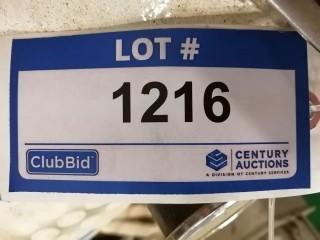 LOT #
1216
ClubBid
CENTURY
AUCTIONS
A DIVISION OF CENTURY SERVICES